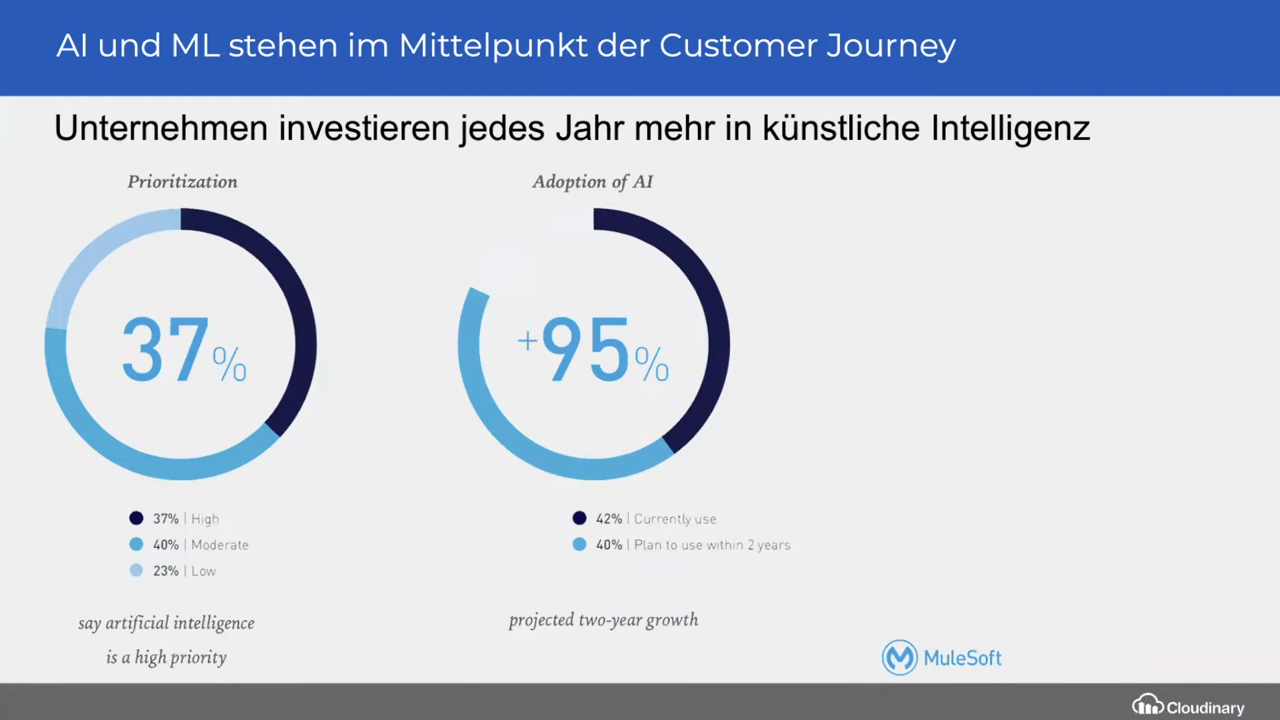 AI und ML stehen im Mittelpunkt der Customer Journey
Unternehmen investieren jedes Jahr mehr in künstliche Intelligenz
Prioritization
37%
37% | High
40% | Moderate
23% | Low
say artificial intelligence
is a high priority
Adoption of AI
+95%
42% | Currently use
40% | Plan to use within 2 years
projected two-year growth
MuleSoft
Cloudinary